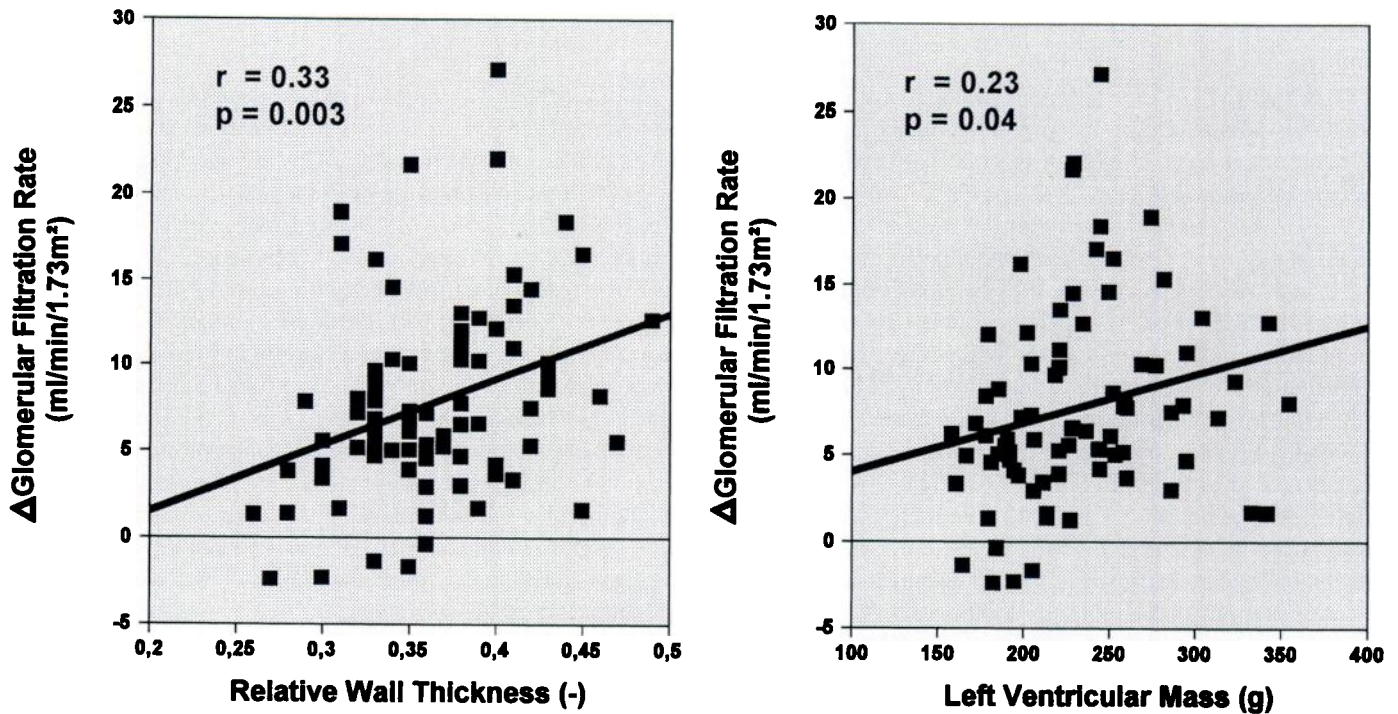 30
25
20
15
10
5
0
-5
ΔGlomerular Filtration Rate
(ml/min/1.73m²)
r = 0.33
p = 0.003
0,2 0,25 0,3 0,35 0,4 0,45 0,5
Relative Wall Thickness (-)
30
25
20
15
10
5
0
-5
ΔGlomerular Filtration Rate
(ml/min/1.73m²)
r = 0.23
p = 0.04
100 150 200 250 300 350 400
Left Ventricular Mass (g)